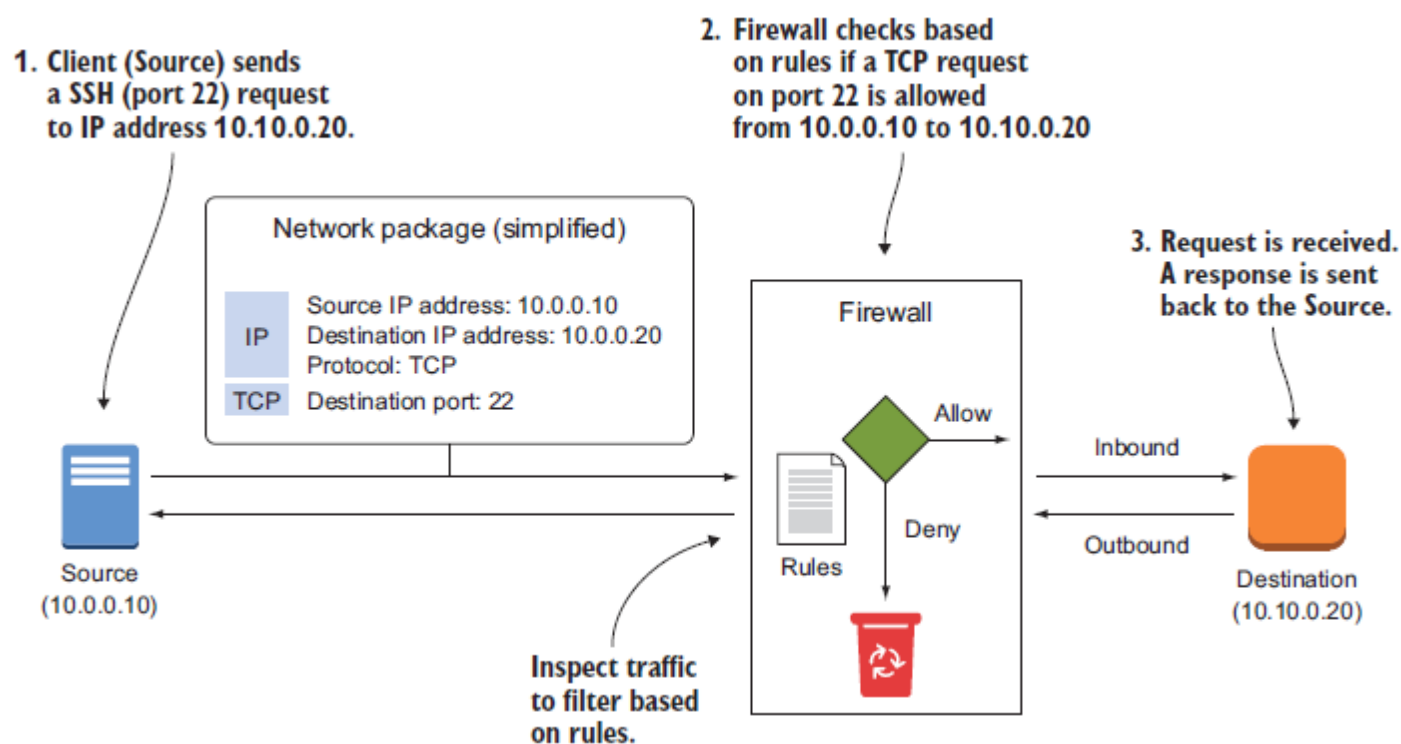 1. Client (Source) sends
a SSH (port 22) request
to IP address 10.10.0.20.
2. Firewall checks based
on rules if a TCP request
on port 22 is allowed
from 10.0.0.10 to 10.10.0.20
3. Request is received.
A response is sent
back to the Source.
Network package (simplified)
IP
Source IP address: 10.0.0.10
Destination IP address: 10.0.0.20
Protocol: TCP
TCP
Destination port: 22
Firewall
Allow
Deny
Rules
Inbound
Outbound
Source
(10.0.0.10)
Destination
(10.10.0.20)
Inspect traffic
to filter based
on rules.